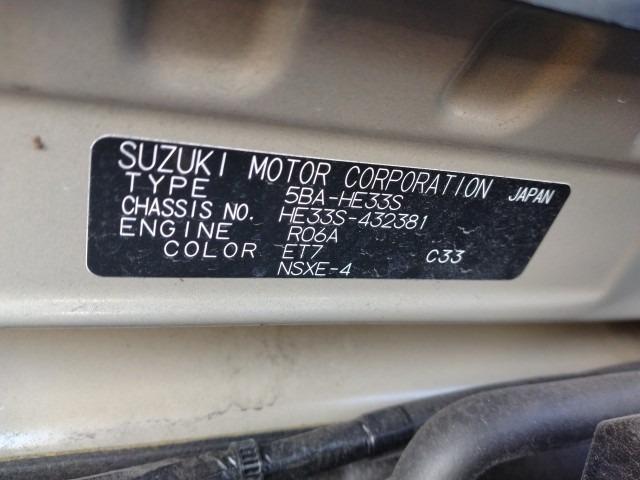 SUZUKI MOTOR CORPORATION JAPAN
TYPE 5BA-HE33S
CHASSIS NO. HE33S-432381
ENGINE R06A
COLOR ET7 C33
NSXE-4